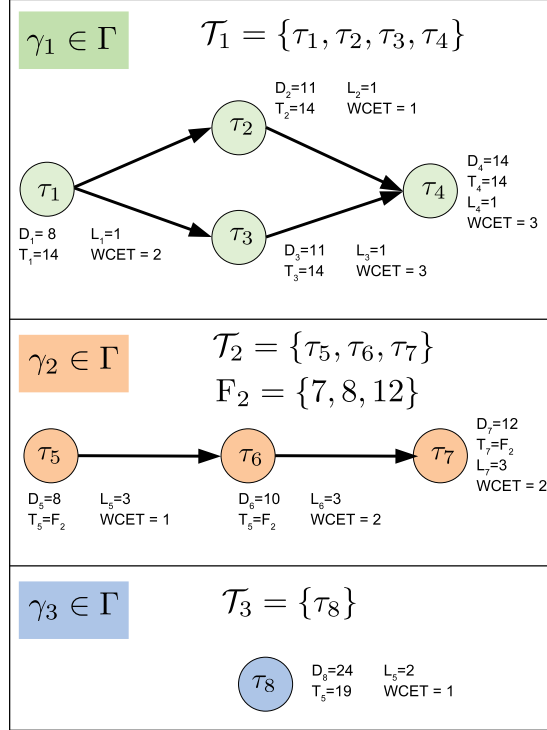 γ₁ ∈ Γ
𝒯₁ = {τ₁, τ₂, τ₃, τ₄}
D₂=11 L₂=1
T₂=14 WCET = 1
τ₂
τ₁
τ₄
D₄=14
T₄=14
L₄=1
WCET = 3
D₁= 8 L₁=1
T₁=14 WCET = 2
τ₃
D₃=11 L₃=1
T₃=14 WCET = 3
γ₂ ∈ Γ
𝒯₂ = {τ₅, τ₆, τ₇}
F₂ = {7, 8, 12}
τ₅
τ₆
τ₇
D₇=12
T₇=F₂
L₇=3
WCET = 2
D₅=8 L₅=3
T₅=F₂ WCET = 1
D₆=10 L₆=3
T₅=F₂ WCET = 2
γ₃ ∈ Γ
𝒯₃ = {τ₈}
τ₈
D₈=24 L₅=2
T₅=19 WCET = 1